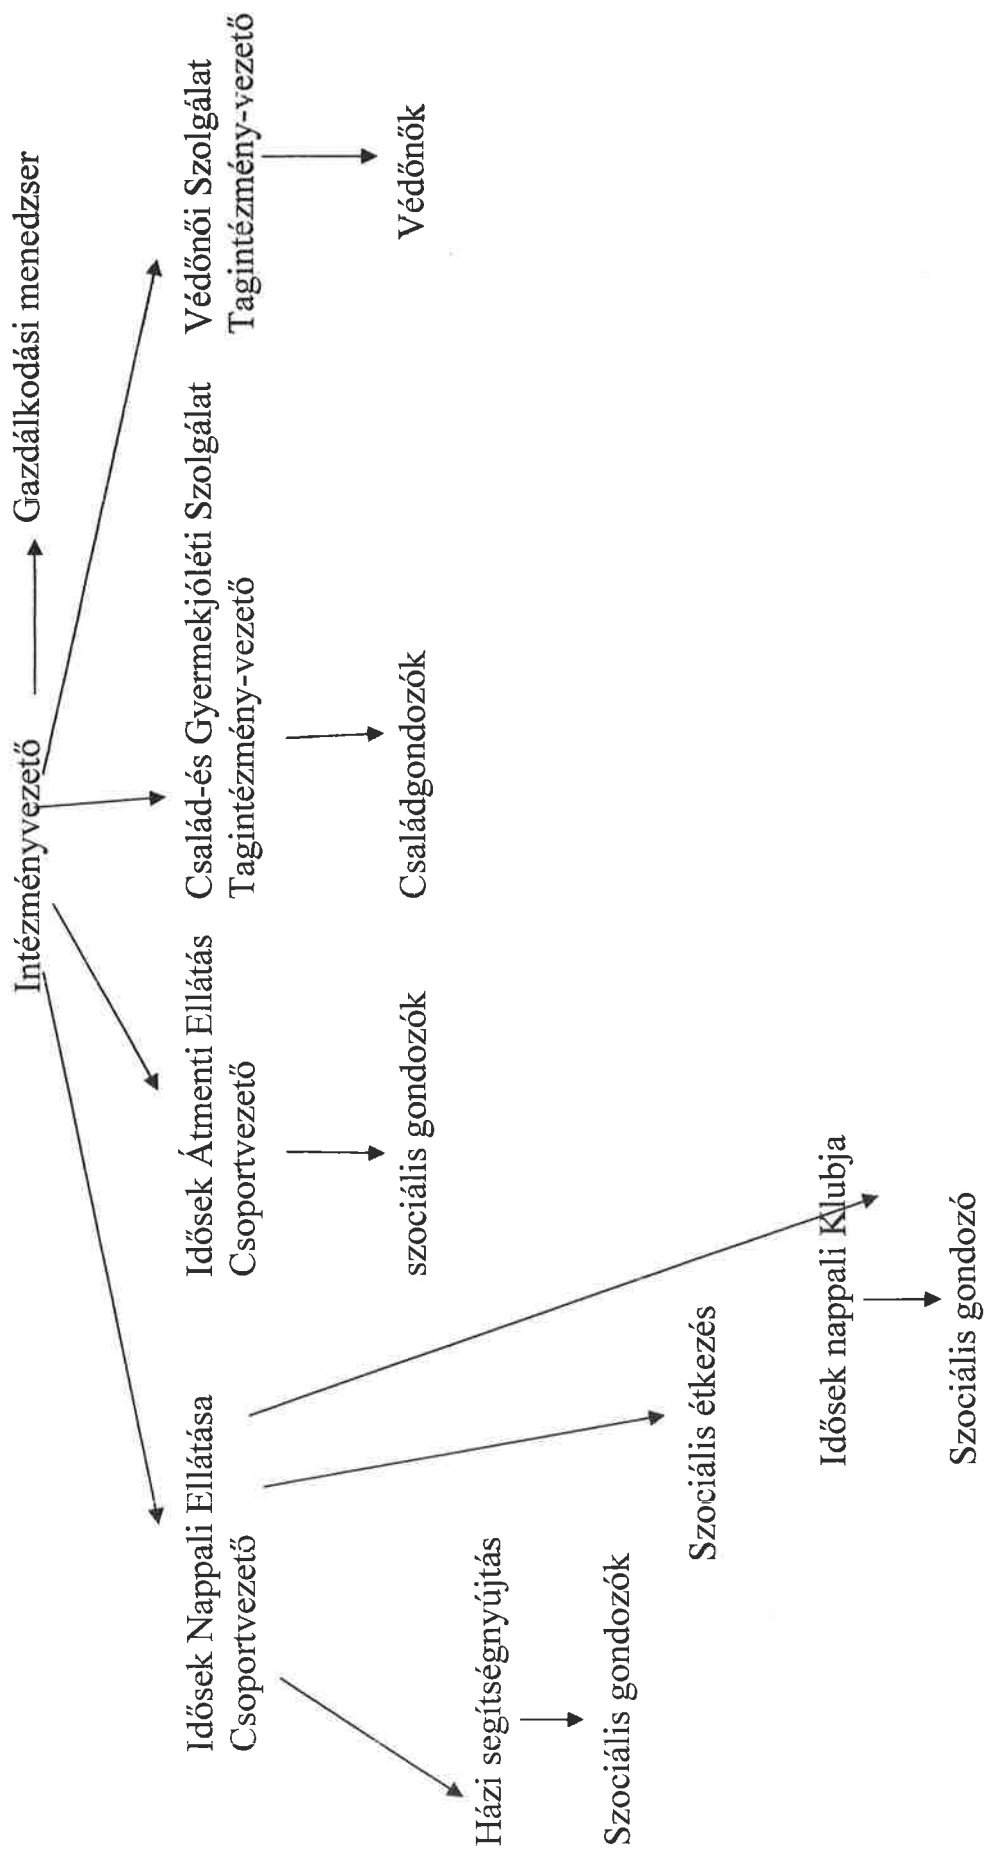 Intézményvezető
Gazdálkodási menedzser
Idősek Nappali Ellátása
Csoportvezető
Idősek Átmenti Ellátás
Csoportvezető
Család-és Gyermekjóléti Szolgálat
Tagintézmény-vezető
Védőnői Szolgálat
Tagintézmény-vezető
szociális gondozók
Családgondozók
Védőnők
Házi segítségnyújtás
Szociális gondozók
Szociális étkezés
Idősek nappali Klubja
Szociális gondozó